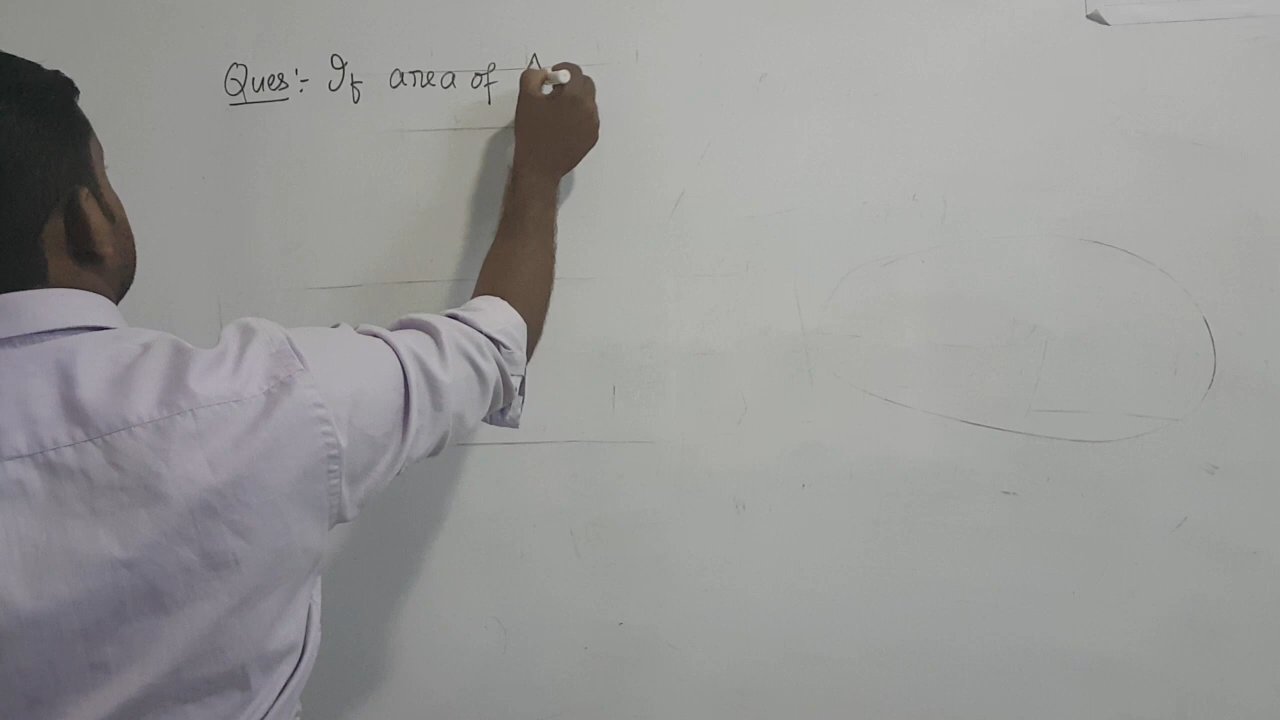 Ques:- If area of Δ